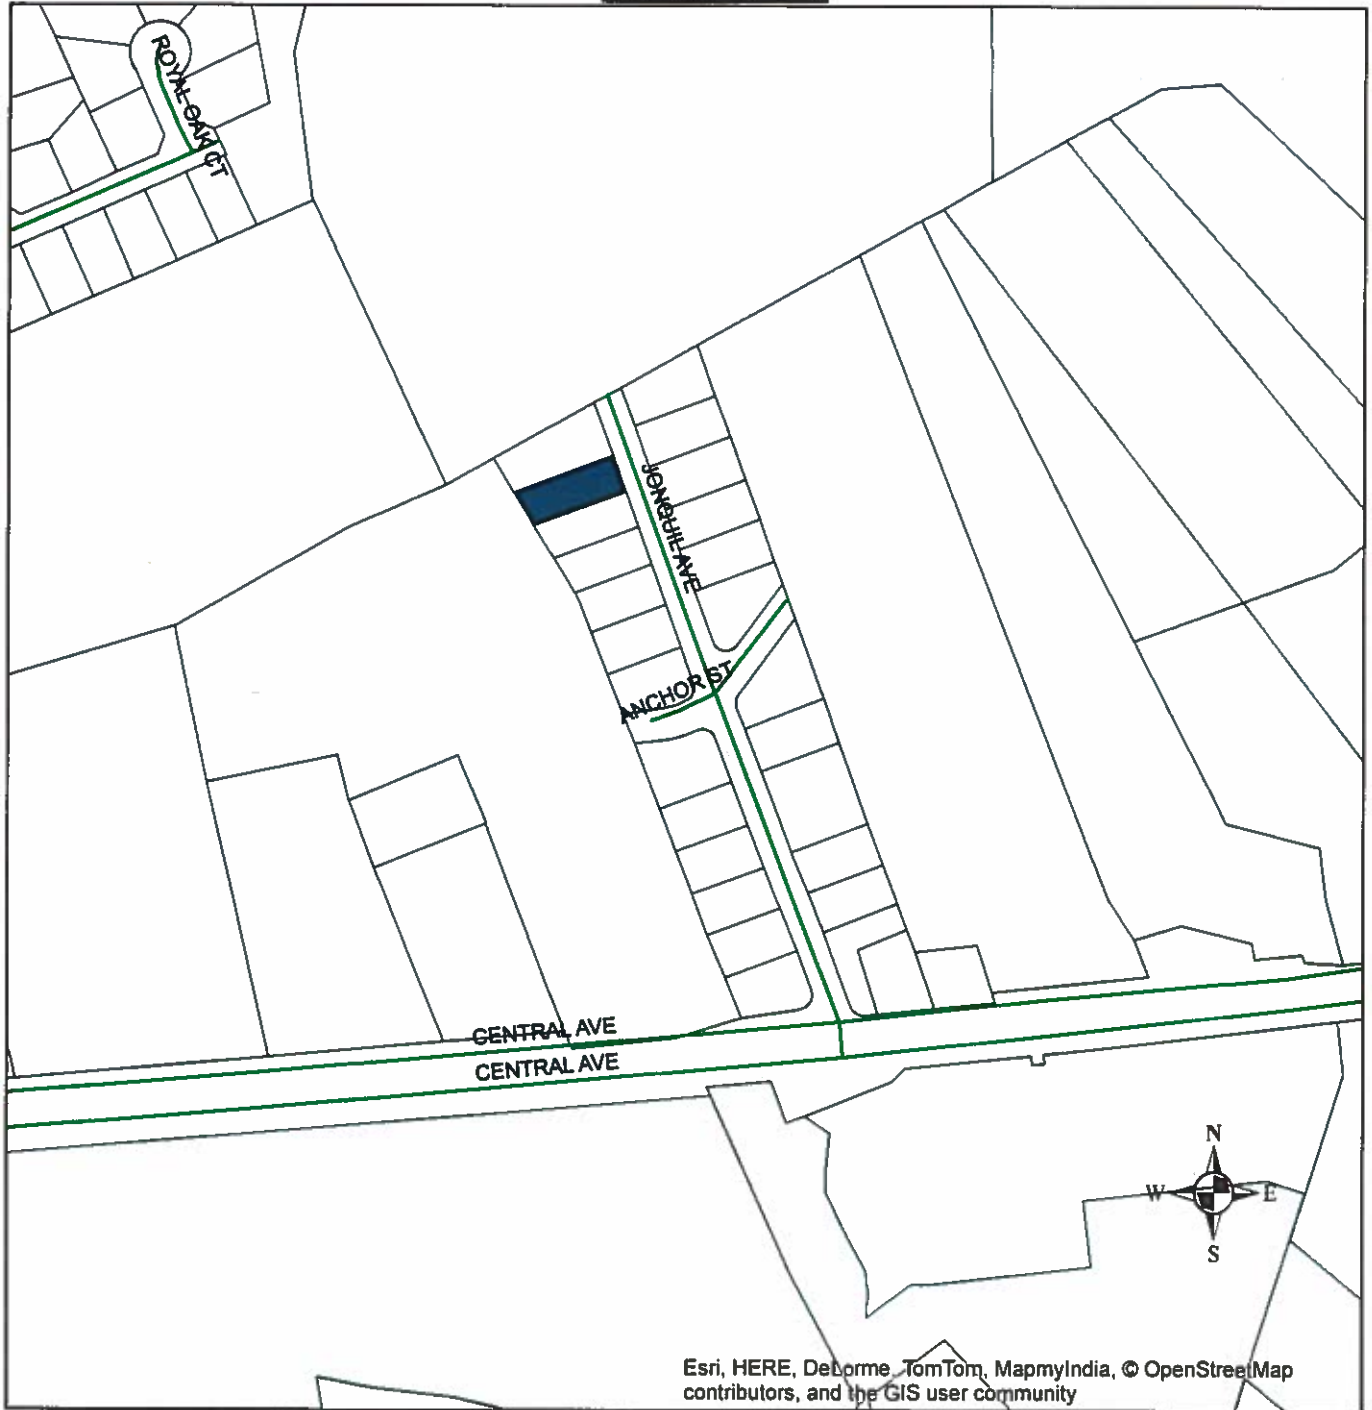 ROYAL OAK CT
JONQUIL AVE
ANCHOR ST
CENTRAL AVE
CENTRAL AVE
N
W E
S
Esri, HERE, DeLorme, TomTom, MapmyIndia, © OpenStreetMap
contributors, and the GIS user community